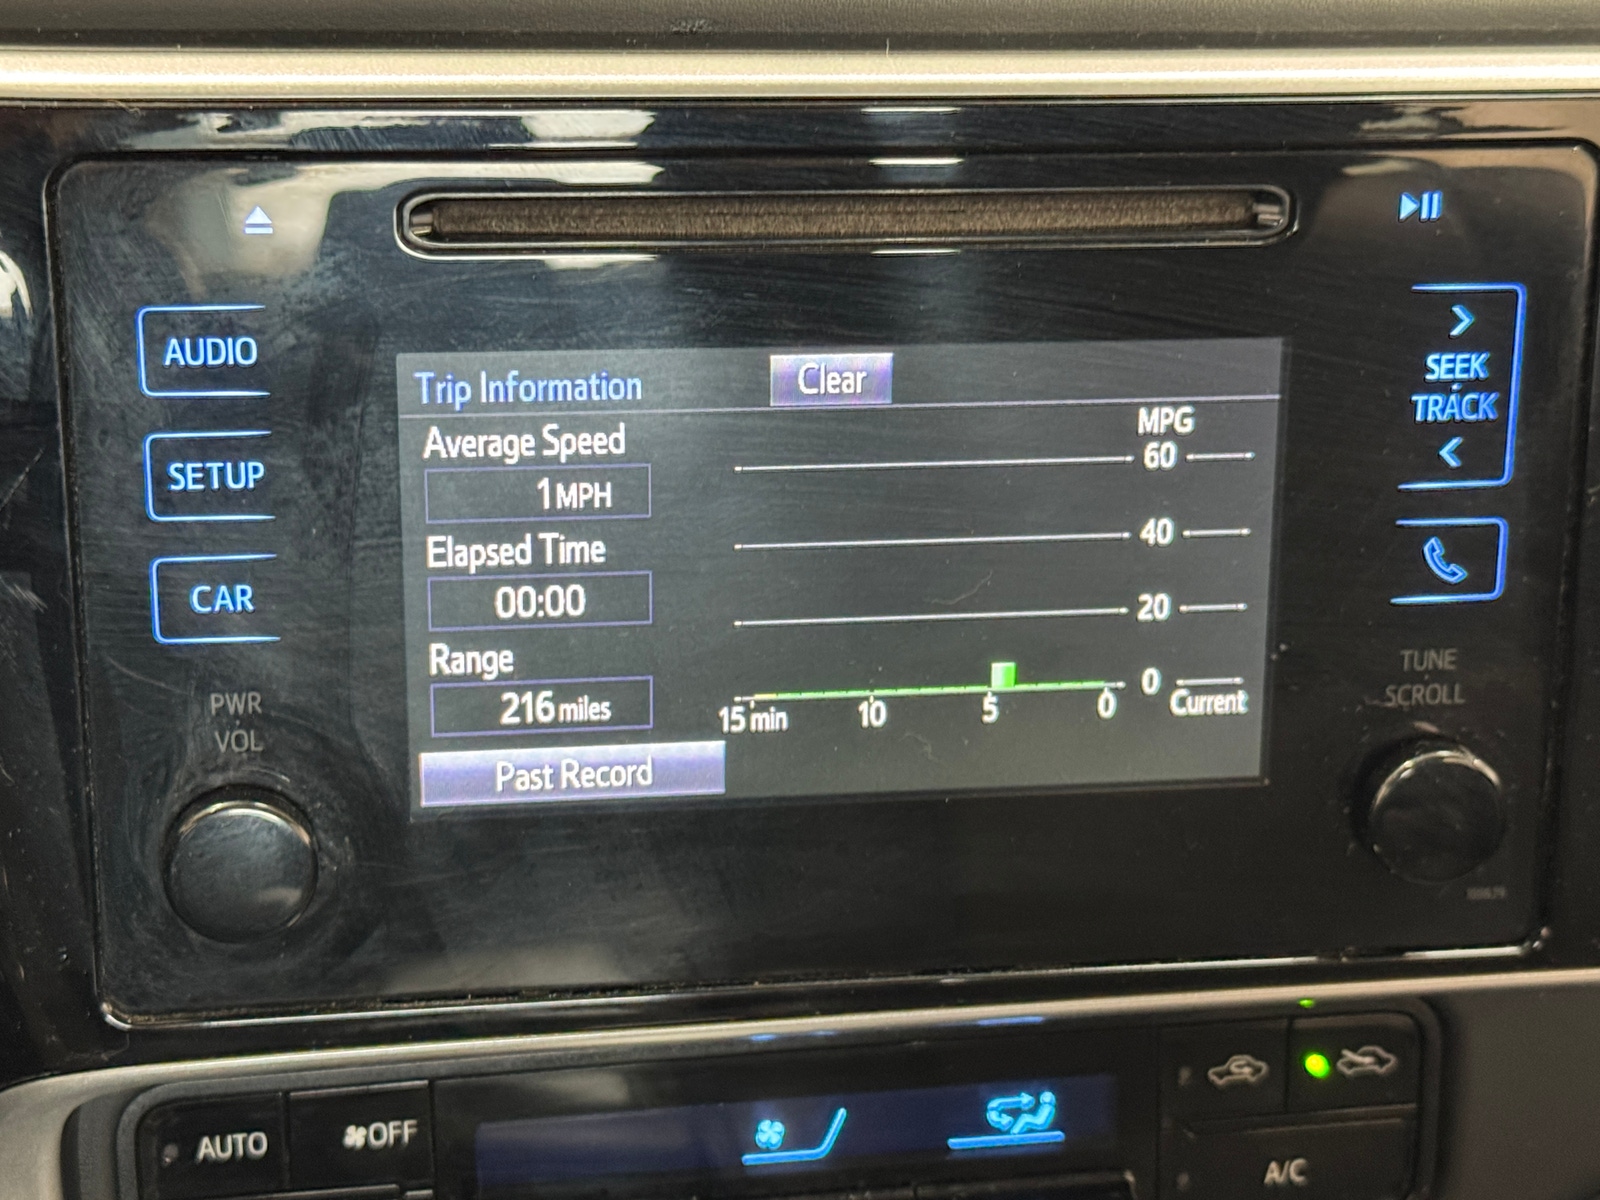 AUDIO
SETUP
CAR
PWR
VOL
Trip Information
Clear
Average Speed
1 MPH
Elapsed Time
00:00
Range
216 miles
Past Record
MPG
60
40
20
0
15 min 10 5 0 Current
SEEK
TRACK
TUNE
SCROLL
AUTO
OFF
A/C